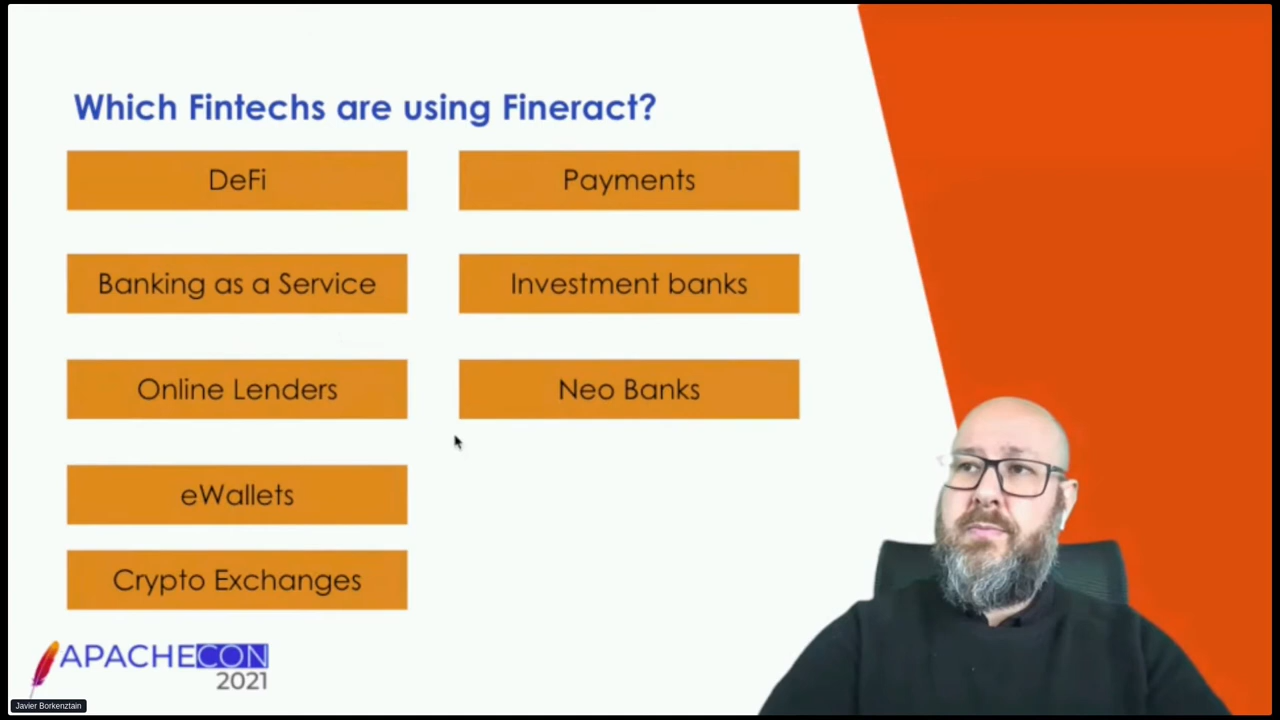 Which Fintechs are using Fineract?
DeFi
Payments
Banking as a Service
Investment banks
Online Lenders
Neo Banks
eWallets
Crypto Exchanges
APACHECON
2021
Javier Borkenztain